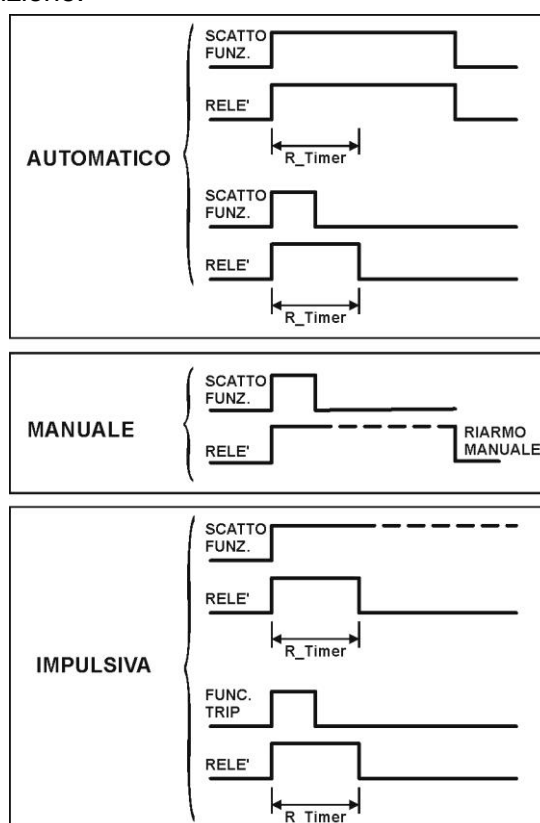 SCATTO
FUNZ.
RELE'
R_Timer
AUTOMATICO
SCATTO
FUNZ.
RELE'
R_Timer
SCATTO
FUNZ.
MANUALE
RELE'
RIARMO
MANUALE
SCATTO
FUNZ.
RELE'
R_Timer
IMPULSIVA
FUNC.
TRIP
RELE'
R_Timer